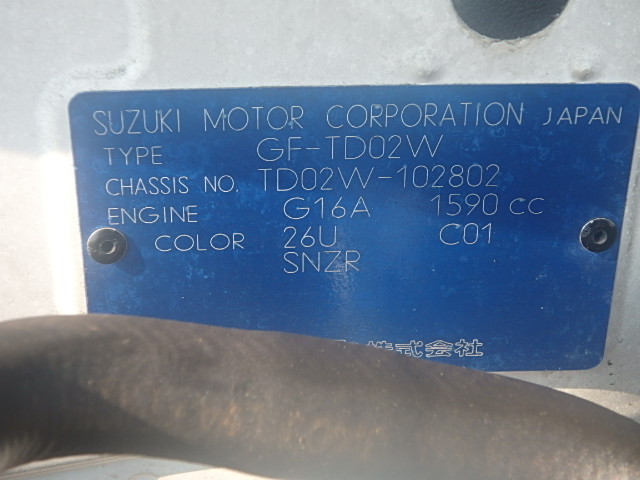 SUZUKI MOTOR CORPORATION JAPAN
TYPE GF-TD02W
CHASSIS NO. TD02W-102802
ENGINE G16A 1590 cc
COLOR 26U C01
SNZR
株式会社